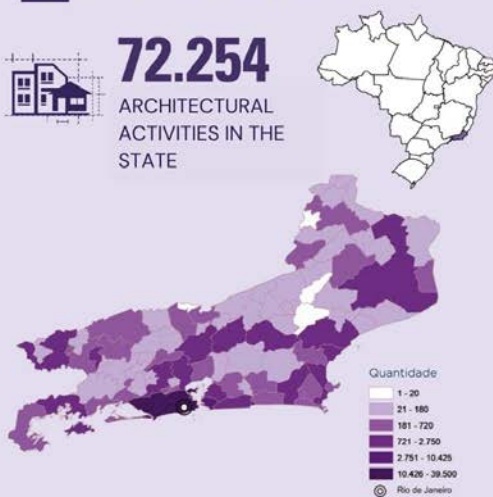 72.254
ARCHITECTURAL
ACTIVITIES IN THE
STATE
Quantidade
1 - 20
21 - 180
181 - 720
721 - 2.750
2.751 - 10.425
10.426 - 39.500
Rio de Janeiro